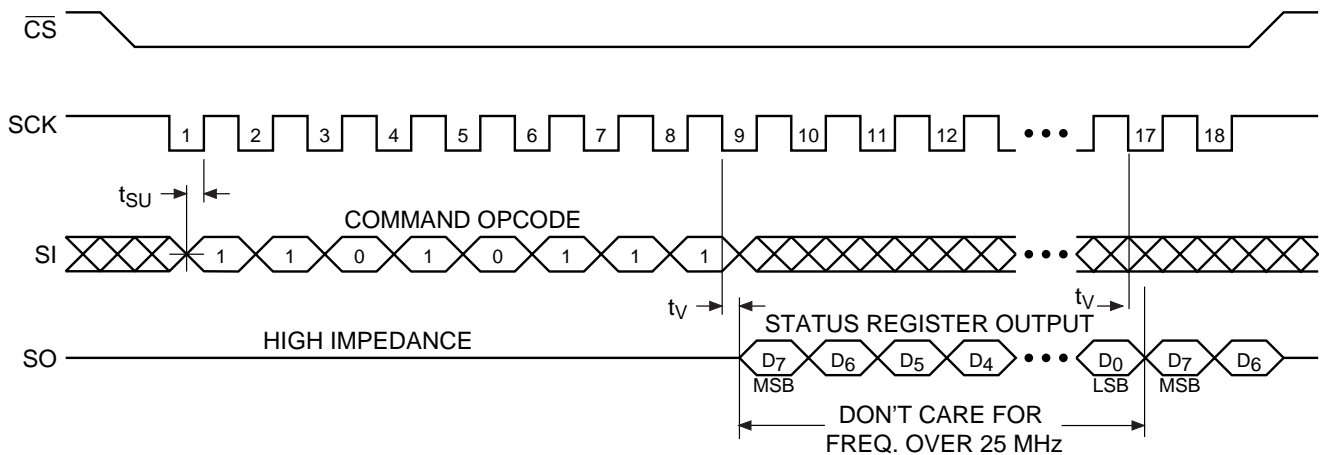 CS
SCK 1 2 3 4 5 6 7 8 9 10 11 12 ••• 17 18
tSU
COMMAND OPCODE
SI 1 1 0 1 0 1 1 1 •••
tV tV
STATUS REGISTER OUTPUT
HIGH IMPEDANCE
SO D7 D6 D5 D4 ••• D0 D7 D6
MSB LSB MSB
DON'T CARE FOR
FREQ. OVER 25 MHz